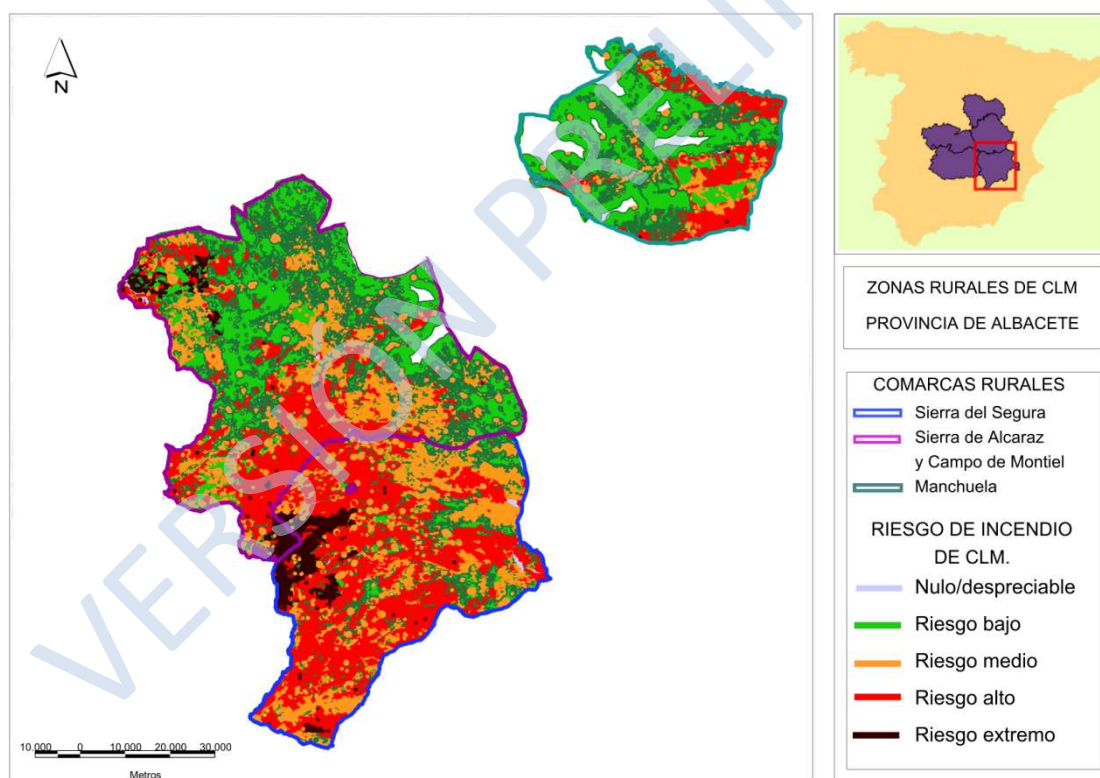 N
10.000 0 10.000 20.000 30.000
Metros
VERSIÓN PRELI
ZONAS RURALES DE CLM
PROVINCIA DE ALBACETE
COMARCAS RURALES
Sierra del Segura
Sierra de Alcaraz
y Campo de Montiel
Manchuela
RIESGO DE INCENDIO
DE CLM.
Nulo/despreciable
Riesgo bajo
Riesgo medio
Riesgo alto
Riesgo extremo